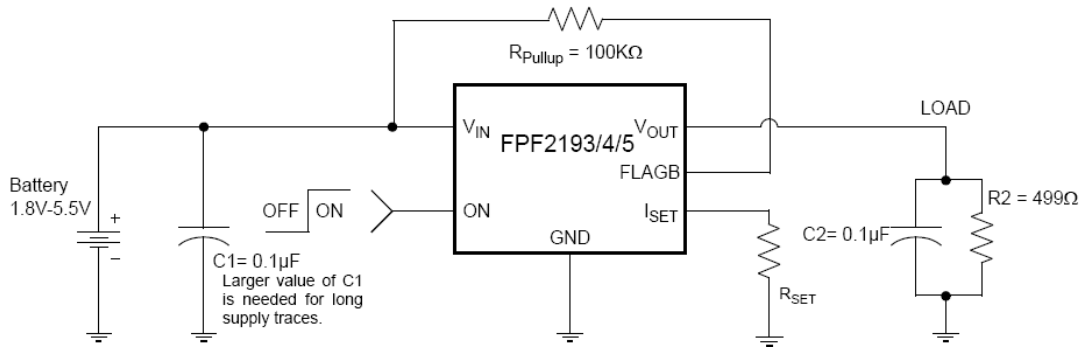 R_Pullup = 100KΩ
LOAD
V_IN
FPF2193/4/5
V_OUT
FLAGB
Battery
1.8V-5.5V
+
−
OFF
ON
ON
I_SET
GND
R2 = 499Ω
C2= 0.1µF
C1= 0.1µF
Larger value of C1
is needed for long
supply traces.
R_SET